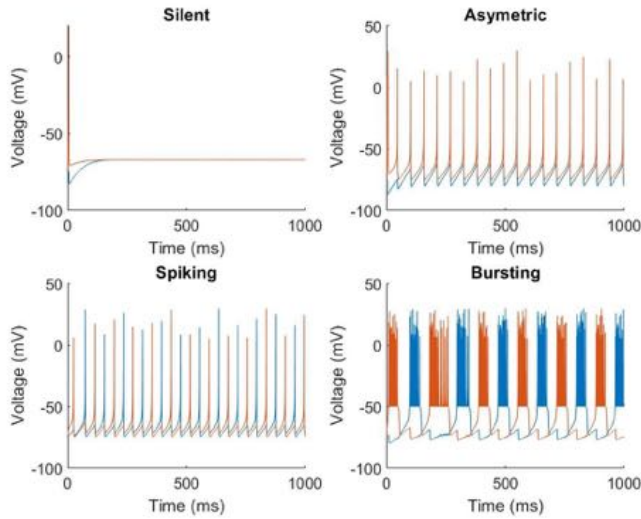 Silent
Voltage (mV)
0
-50
-100
0
500
1000
Time (ms)
Asymetric
Voltage (mV)
50
0
-50
-100
0
500
1000
Time (ms)
Spiking
Voltage (mV)
50
0
-50
-100
0
500
1000
Time (ms)
Bursting
Voltage (mV)
50
0
-50
-100
0
500
1000
Time (ms)